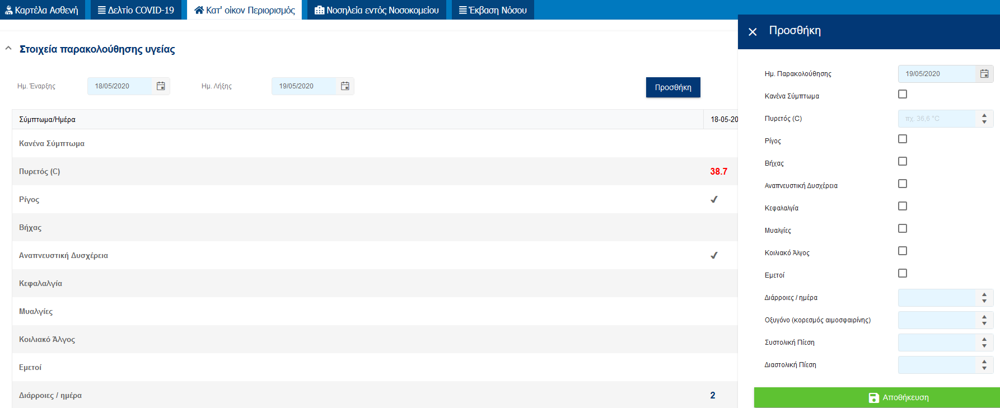 Καρτέλα Ασθενή Δελτίο COVID-19 Κατ' οίκον Περιορισμός Νοσηλεία εντός Νοσοκομείου Έκβαση Νόσου
Στοιχεία παρακολούθησης υγείας
Ημ. Έναρξης 18/05/2020 Ημ. Λήξης 19/05/2020 Προσθήκη
Σύμπτωμα/Ημέρα 18-05-20
Κανένα Σύμπτωμα
Πυρετός (C) 38.7
Ρίγος ✔
Βήχας
Αναπνευστική Δυσχέρεια ✔
Κεφαλαλγία
Μυαλγίες
Κοιλιακό Άλγος
Εμετοί
Διάρροιες / ημέρα 2
Προσθήκη
Ημ. Παρακολούθησης 19/05/2020
Κανένα Σύμπτωμα
Πυρετός (C) πχ. 36,6 °C
Ρίγος
Βήχας
Αναπνευστική Δυσχέρεια
Κεφαλαλγία
Μυαλγίες
Κοιλιακό Άλγος
Εμετοί
Διάρροιες / ημέρα
Οξυγόνο (κορεσμός αιμοσφαιρίνης)
Συστολική Πίεση
Διαστολική Πίεση
Αποθήκευση